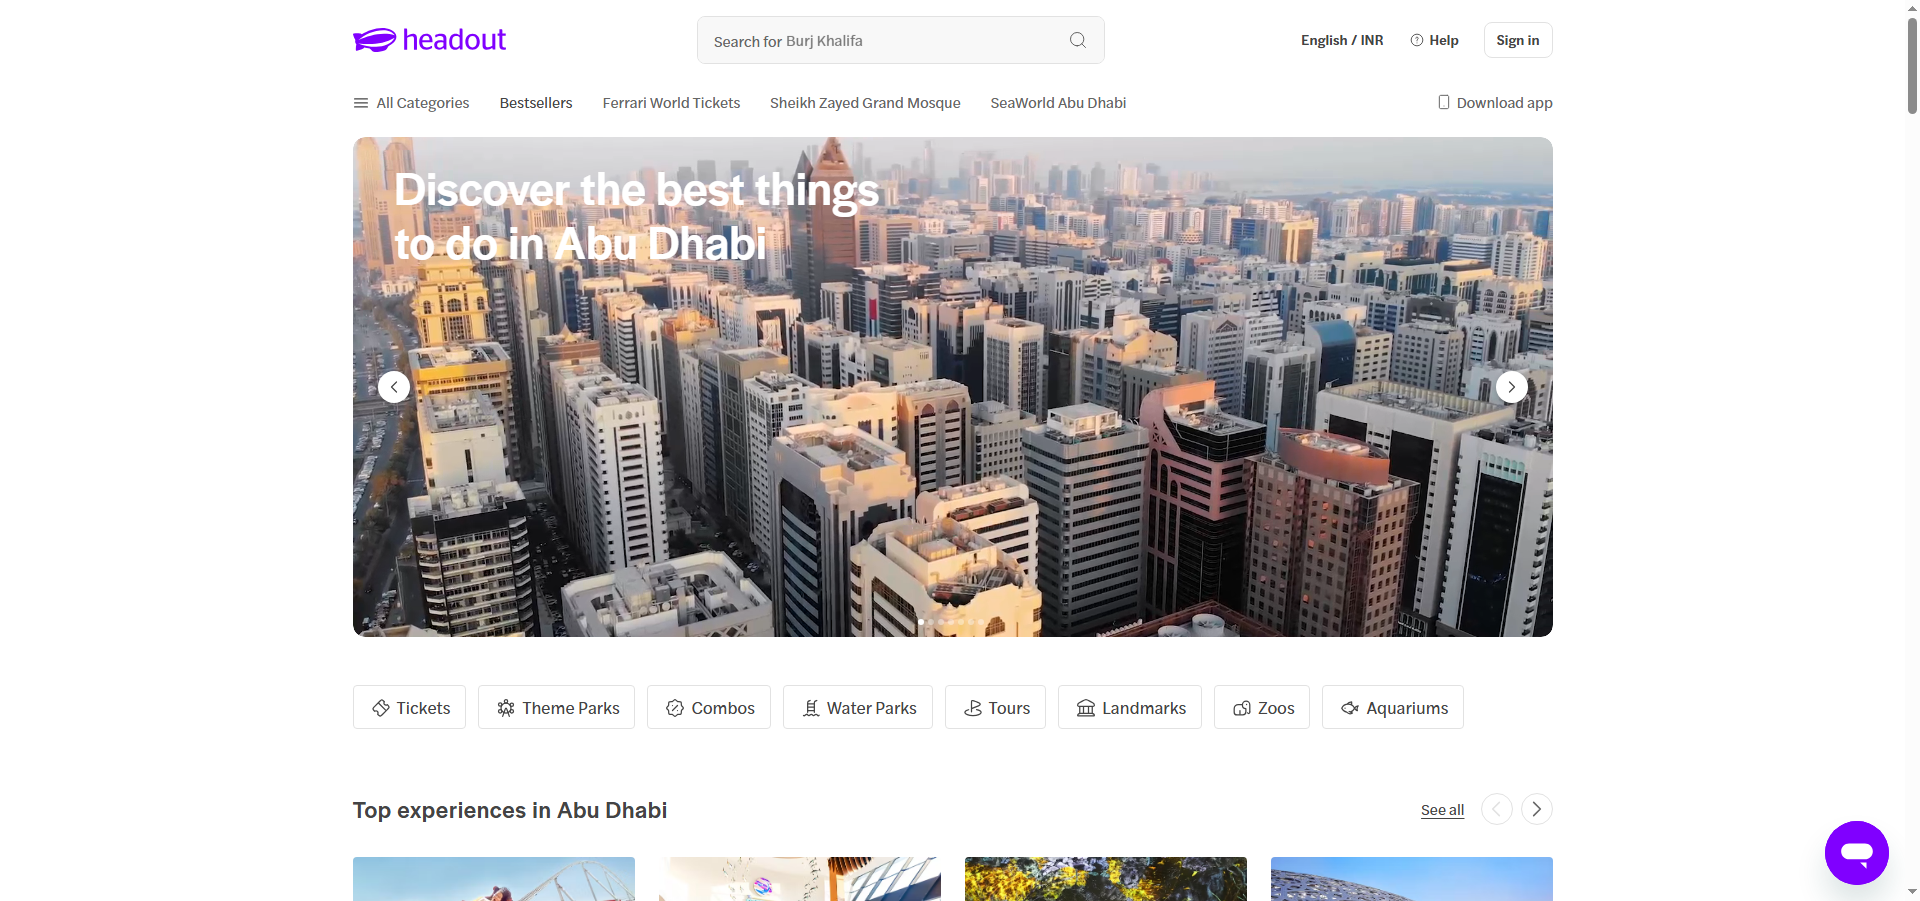 headout
Search for Burj Khalifa
English / INR
Help
Sign in
All Categories
Bestsellers
Ferrari World Tickets
Sheikh Zayed Grand Mosque
SeaWorld Abu Dhabi
Download app
Discover the best things
to do in Abu Dhabi
Tickets
Theme Parks
Combos
Water Parks
Tours
Landmarks
Zoos
Aquariums
Top experiences in Abu Dhabi
See all